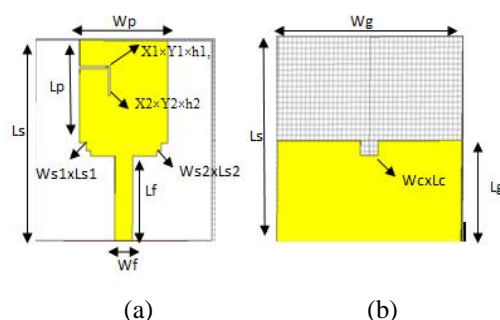 Wp
X1×Y1×h1,
Lp
X2×Y2×h2
Ls
Ws1xLs1
Ws2xLs2
Lf
Wf
(a)
Wg
Ls
WcxLc
Lg
(b)